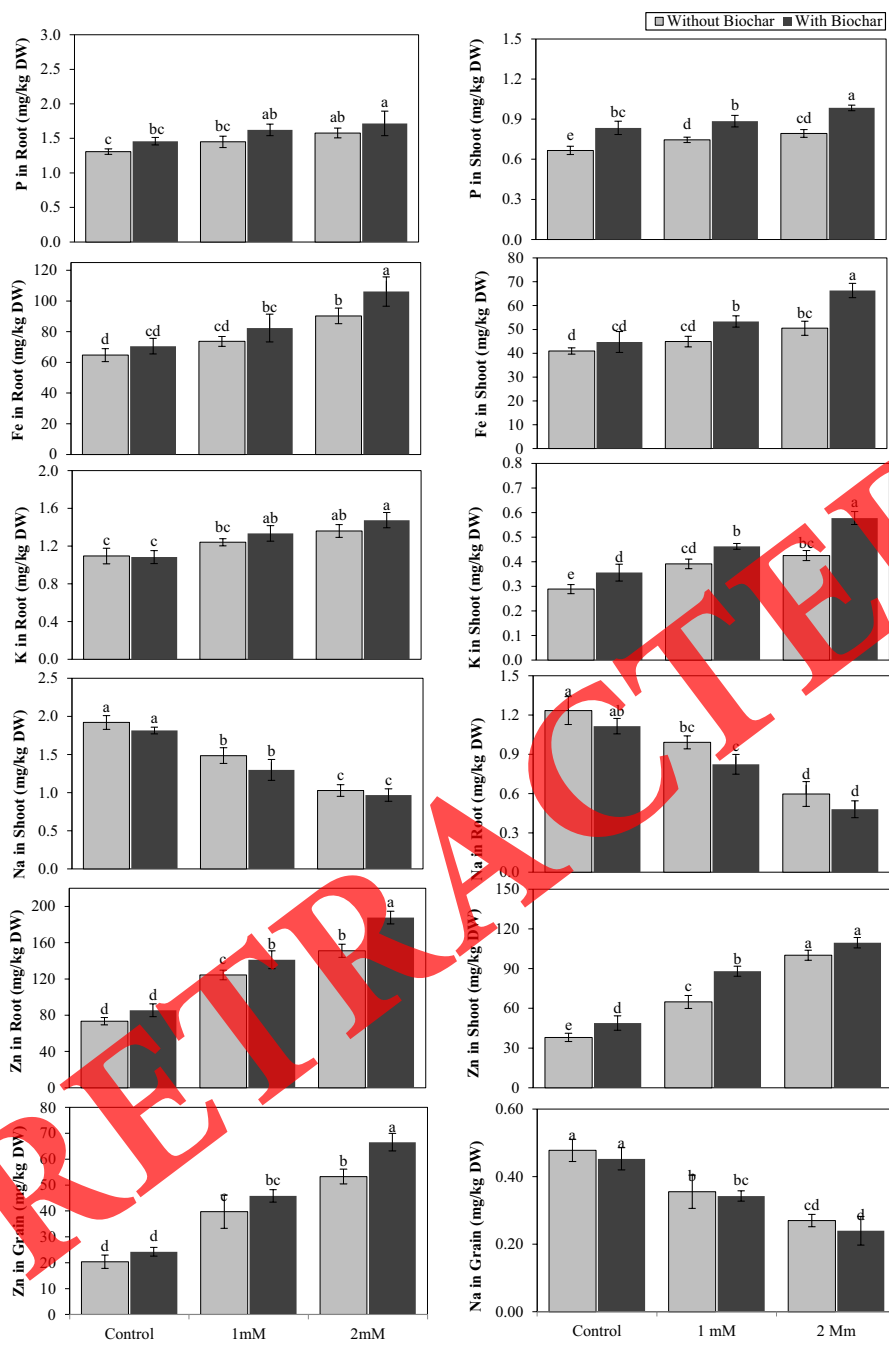 Without Biochar With Biochar
P in Root (mg/kg DW)
3.0
2.5
2.0
1.5
1.0
0.5
0.0
c bc bc ab ab a
P in Shoot (mg/kg DW)
1.5
1.2
0.9
0.6
0.3
0.0
e bc d b cd a
Fe in Root (mg/kg DW)
120
100
80
60
40
20
0
d cd cd bc b a
Fe in Shoot (mg/kg DW)
80
70
60
50
40
30
20
10
0
d cd cd b bc a
K in Root (mg/kg DW)
2.0
1.6
1.2
0.8
0.4
0.0
c c bc ab ab a
K in Shoot (mg/kg DW)
0.8
0.7
0.6
0.5
0.4
0.3
0.2
0.1
0.0
e d cd b bc a
Na in Shoot (mg/kg DW)
2.5
2.0
1.5
1.0
0.5
0.0
a a b b c c
Na in Root (mg/kg DW)
1.5
1.2
0.9
0.6
0.3
0.0
a ab bc c d d
Zn in Root (mg/kg DW)
200
160
120
80
40
0
d d c b b a
Zn in Shoot (mg/kg DW)
150
120
90
60
30
0
e d c b a a
Zn in Grain (mg/kg DW)
80
70
60
50
40
30
20
10
0
d d c bc b a
Control 1mM 2mM
Na in Grain (mg/kg DW)
0.60
0.40
0.20
0.00
a a b bc cd d
Control 1 mM 2 Mm
RETRACTED